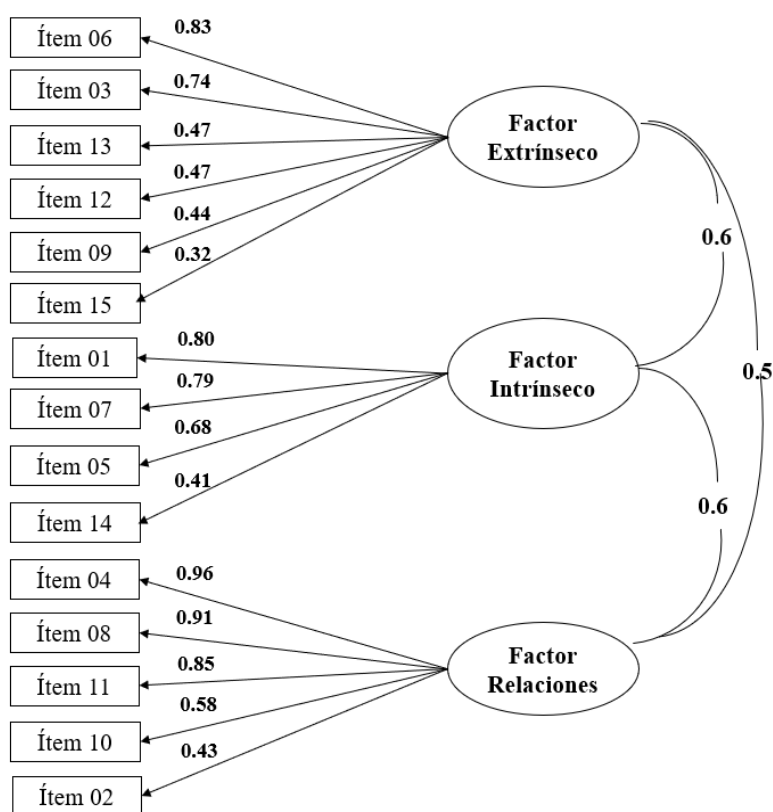 Ítem 06
0.83
Ítem 03
0.74
Ítem 13
0.47
Ítem 12
0.47
Ítem 09
0.44
Ítem 15
0.32
Factor
Extrínseco
0.6
Ítem 01
0.80
Ítem 07
0.79
Ítem 05
0.68
Ítem 14
0.41
Factor
Intrínseco
0.5
0.6
Ítem 04
0.96
Ítem 08
0.91
Ítem 11
0.85
Ítem 10
0.58
Ítem 02
0.43
Factor
Relaciones